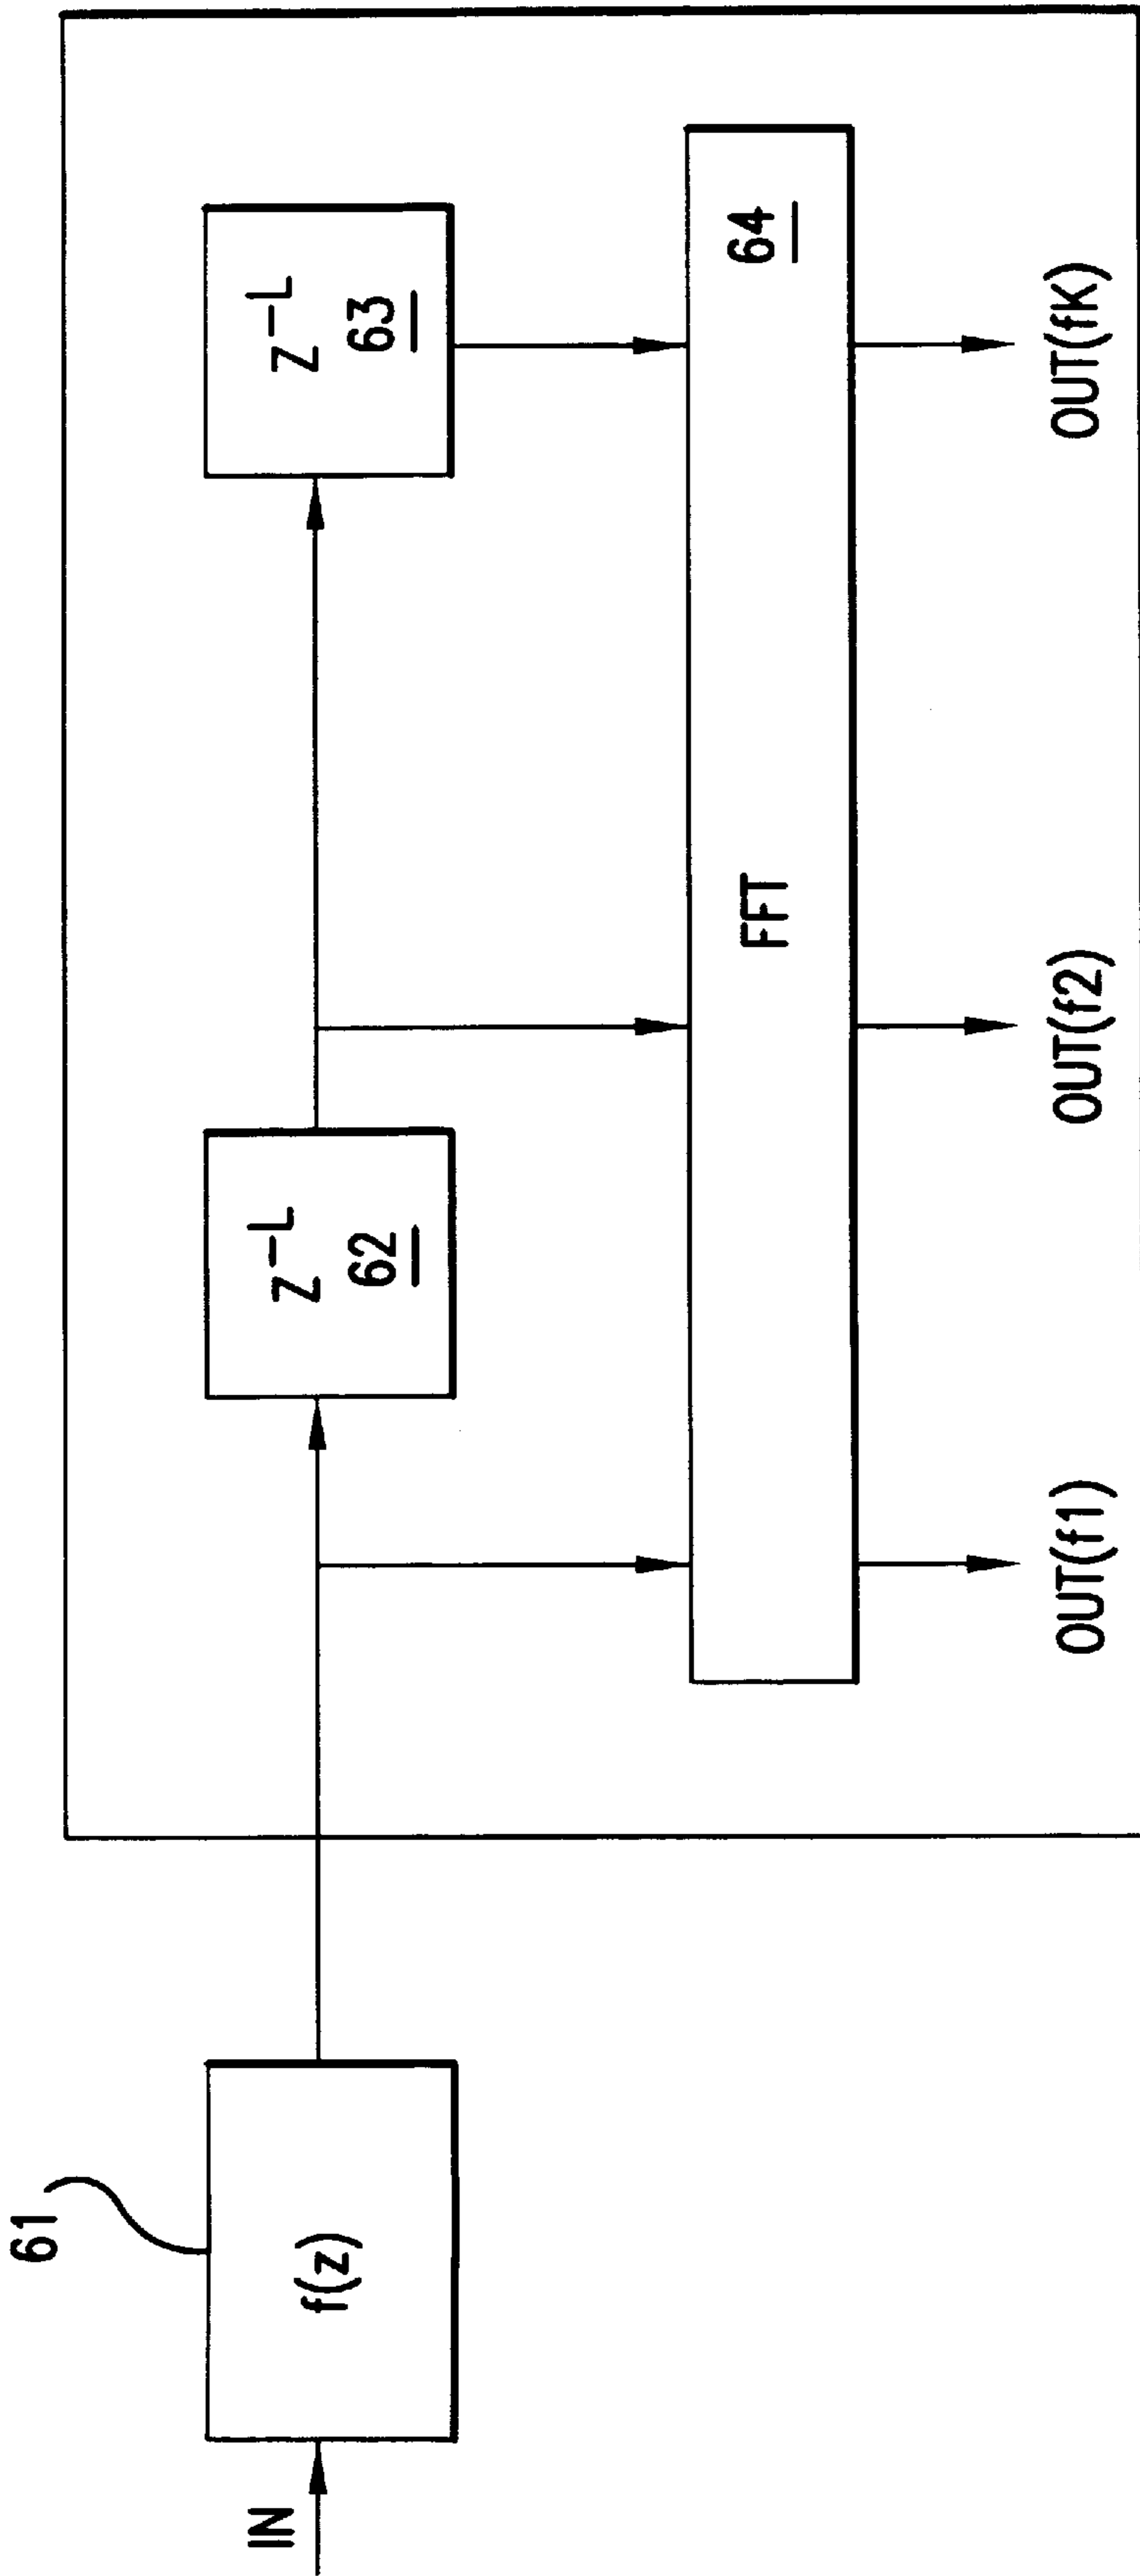 61
IN
f(z)
z^-L
62
z^-L
63
FFT
64
OUT(f1)
OUT(f2)
OUT(fK)